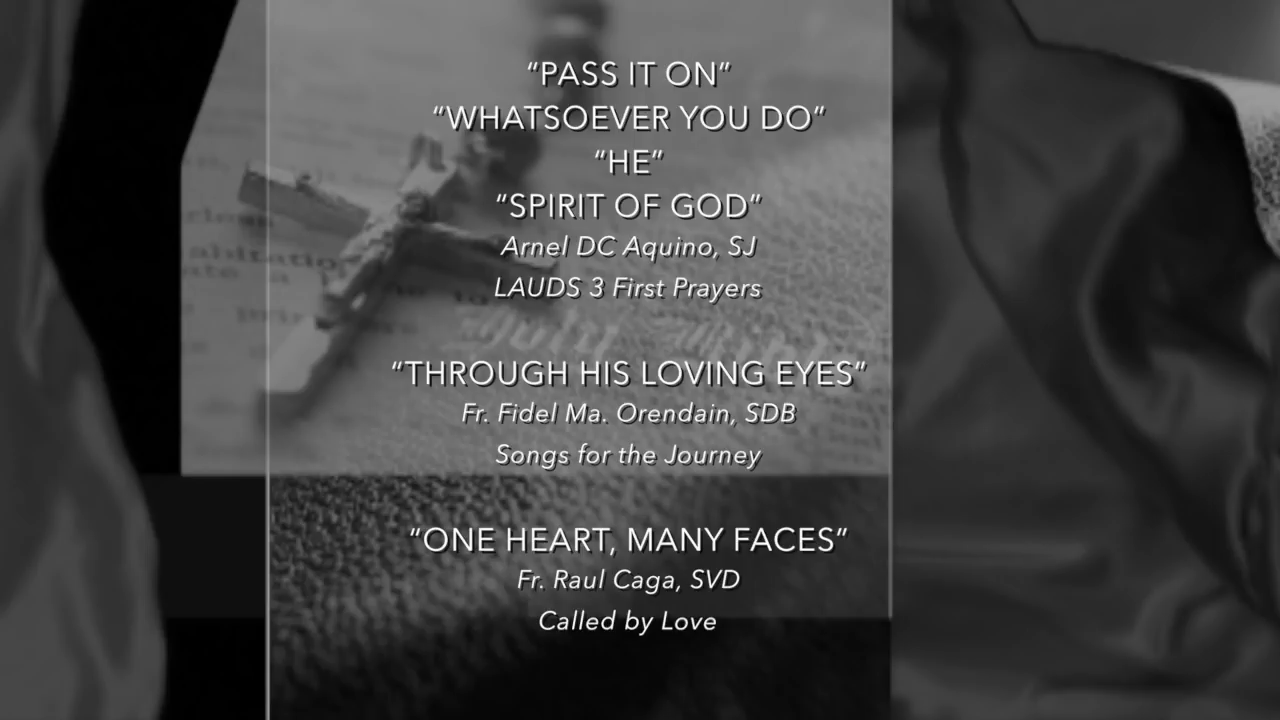 “PASS IT ON”
“WHATSOEVER YOU DO”
“HE”
“SPIRIT OF GOD”
Arnel DC Aquino, SJ
LAUDS 3 First Prayers
“THROUGH HIS LOVING EYES”
Fr. Fidel Ma. Orendain, SDB
Songs for the Journey
“ONE HEART, MANY FACES”
Fr. Raul Caga, SVD
Called by Love